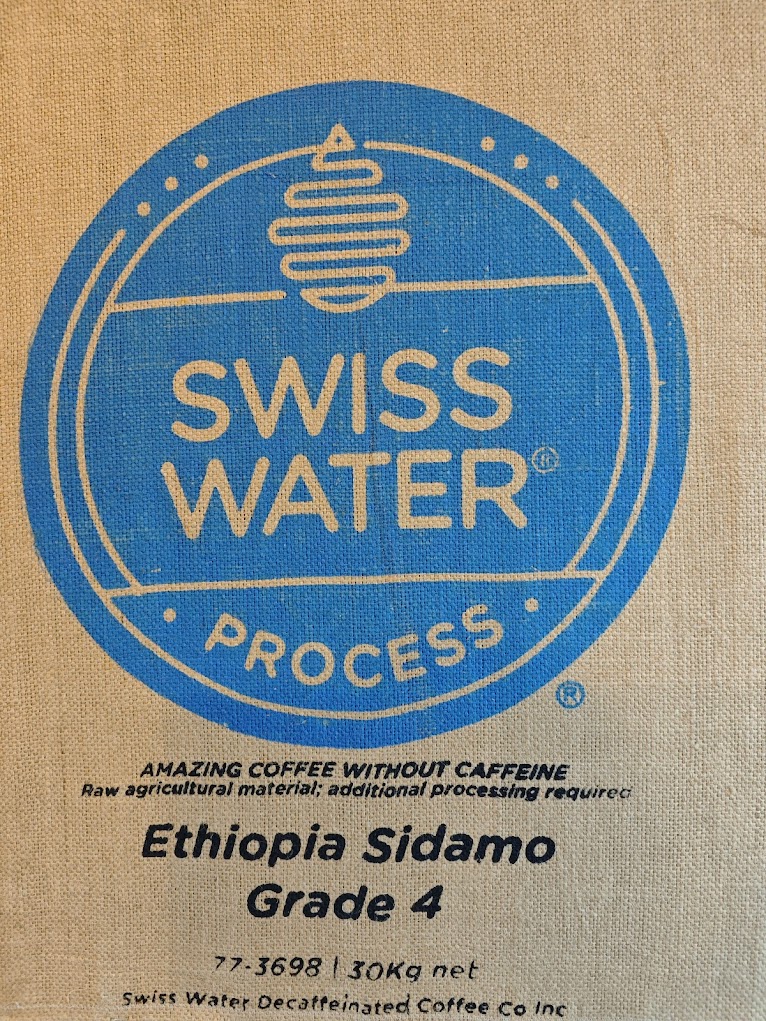 SWISS
WATER®
PROCESS
®
AMAZING COFFEE WITHOUT CAFFEINE
Raw agricultural material; additional processing required
Ethiopia Sidamo
Grade 4
77-3698 | 30Kg net
Swiss Water Decaffeinated Coffee Co Inc